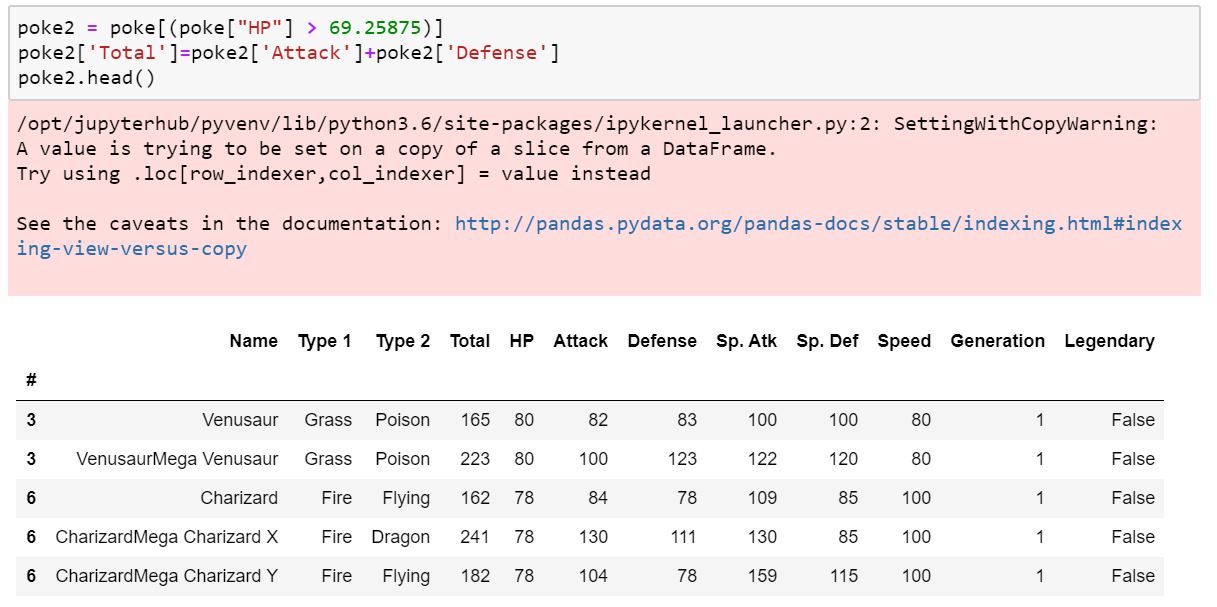 poke2 = poke[(poke["HP"] > 69.25875)]
poke2['Total']=poke2['Attack']+poke2['Defense']
poke2.head()
/opt/jupyterhub/pyvenv/lib/python3.6/site-packages/ipykernel_launcher.py:2: SettingWithCopyWarning:
A value is trying to be set on a copy of a slice from a DataFrame.
Try using .loc[row_indexer,col_indexer] = value instead
See the caveats in the documentation: http://pandas.pydata.org/pandas-docs/stable/indexing.html#index
ing-view-versus-copy
Name Type 1 Type 2 Total HP Attack Defense Sp. Atk Sp. Def Speed Generation Legendary
#
3 Venusaur Grass Poison 165 80 82 83 100 100 80 1 False
3 VenusaurMega Venusaur Grass Poison 223 80 100 123 122 120 80 1 False
6 Charizard Fire Flying 162 78 84 78 109 85 100 1 False
6 CharizardMega Charizard X Fire Dragon 241 78 130 111 130 85 100 1 False
6 CharizardMega Charizard Y Fire Flying 182 78 104 78 159 115 100 1 False